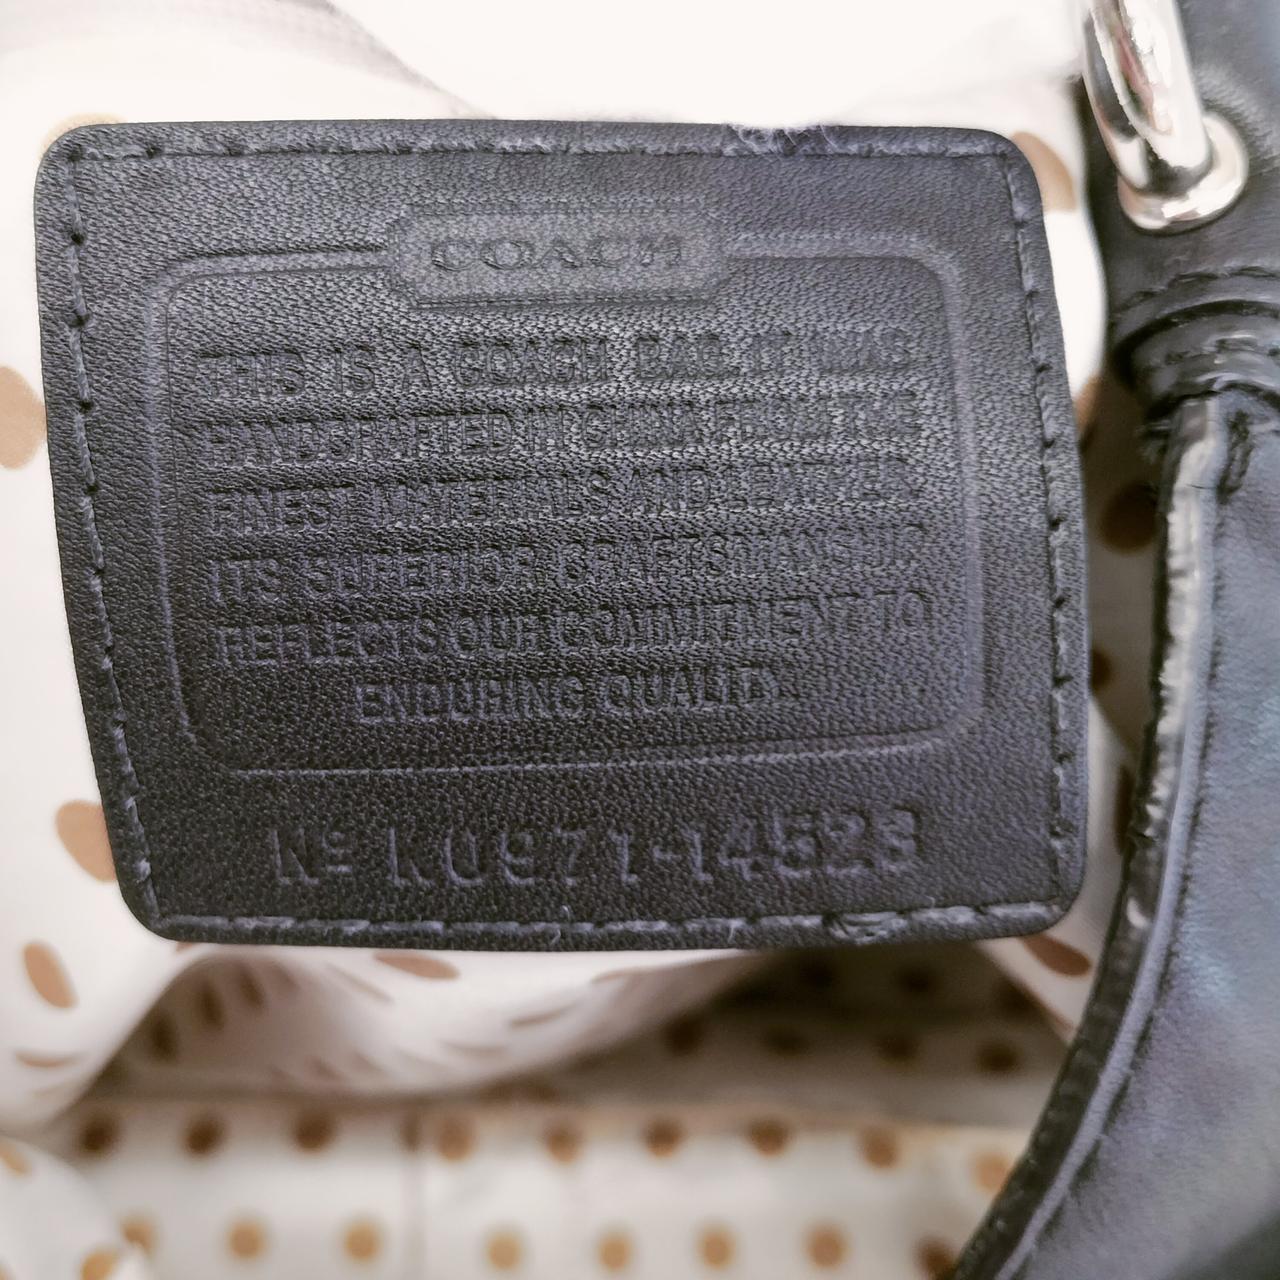 COACH
THIS IS A COACH BAG. IT WAS
HANDCRAFTED IN CHINA FROM THE
FINEST MATERIALS AND LEATHER.
ITS SUPERIOR CRAFTSMANSHIP
REFLECTS OUR COMMITMENT TO
ENDURING QUALITY.
Nº K0971-14528